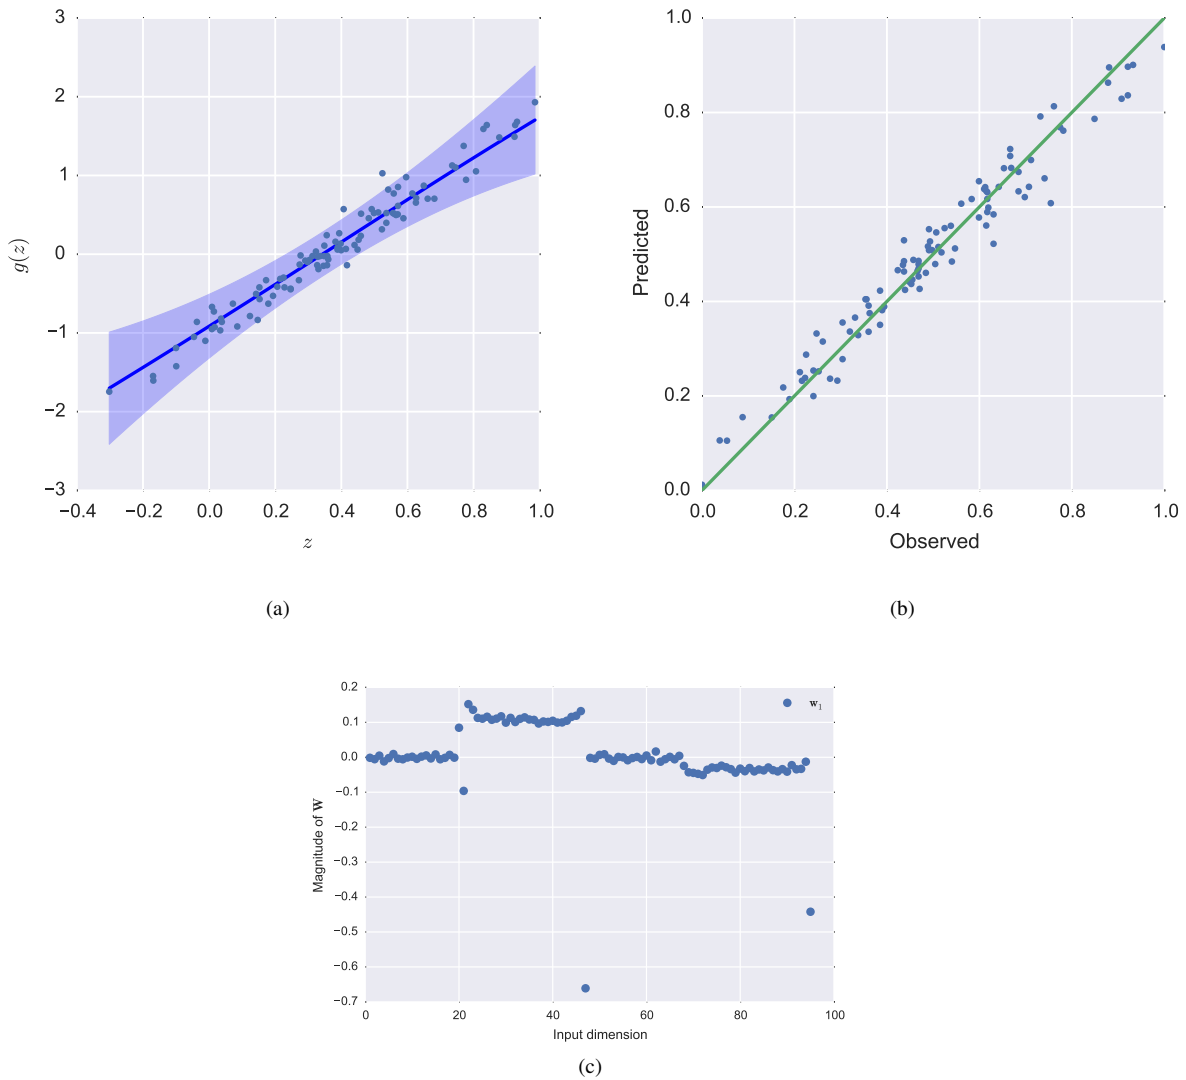 3
2
1
0
−1
−2
−3
−0.4 −0.2 0.0 0.2 0.4 0.6 0.8 1.0
g(z)
z
(a)
1.0
0.8
0.6
0.4
0.2
0.0
0.0 0.2 0.4 0.6 0.8 1.0
Predicted
Observed
(b)
0.2
0.1
0.0
−0.1
−0.2
−0.3
−0.4
−0.5
−0.6
−0.7
0 20 40 60 80 100
Magnitude of W
Input dimension
w₁
(c)